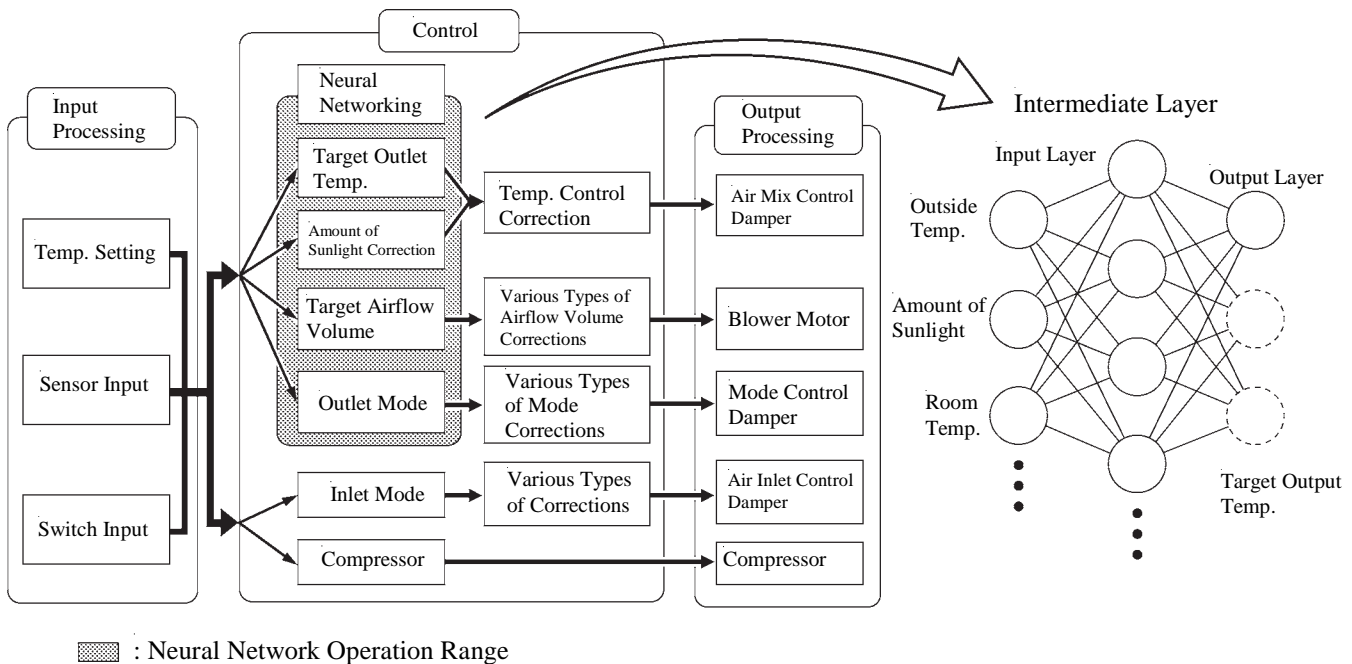 Control
Neural
Networking
Input
Processing
Output
Processing
Target Outlet
Temp.
Amount of
Sunlight Correction
Target Airflow
Volume
Outlet Mode
Inlet Mode
Compressor
Temp. Setting
Sensor Input
Switch Input
Temp. Control
Correction
Various Types of
Airflow Volume
Corrections
Various Types
of Mode
Corrections
Various Types
of Corrections
Air Mix Control
Damper
Blower Motor
Mode Control
Damper
Air Inlet Control
Damper
Compressor
Intermediate Layer
Input Layer
Output Layer
Outside
Temp.
Amount of
Sunlight
Room
Temp.
Target Output
Temp.
: Neural Network Operation Range